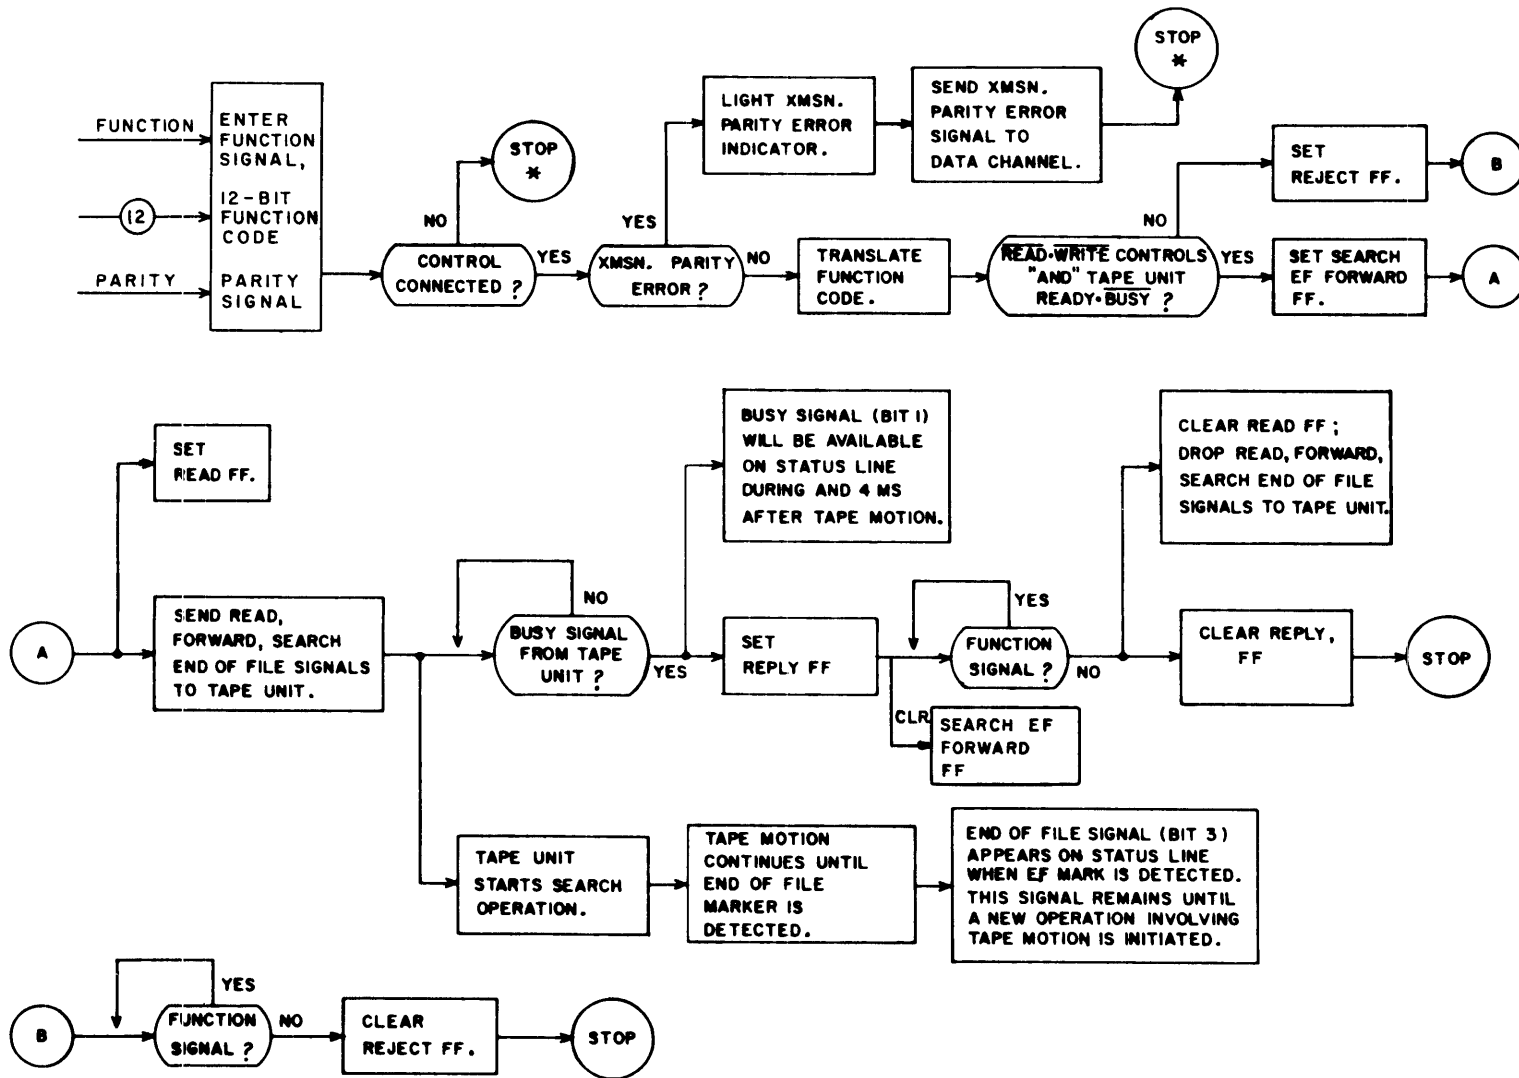 FUNCTION
12
PARITY
ENTER
FUNCTION
SIGNAL,
12-BIT
FUNCTION
CODE
PARITY
SIGNAL
CONTROL
CONNECTED ?
NO
STOP
*
YES
XMSN. PARITY
ERROR ?
YES
LIGHT XMSN.
PARITY ERROR
INDICATOR.
SEND XMSN.
PARITY ERROR
SIGNAL TO
DATA CHANNEL.
STOP
*
NO
TRANSLATE
FUNCTION
CODE.
READ·WRITE CONTROLS
"AND" TAPE UNIT
READY·BUSY ?
NO
SET
REJECT FF.
B
YES
SET SEARCH
EF FORWARD
FF.
A
A
SET
READ FF.
SEND READ,
FORWARD, SEARCH
END OF FILE SIGNALS
TO TAPE UNIT.
NO
BUSY SIGNAL
FROM TAPE
UNIT ?
YES
BUSY SIGNAL (BIT 1)
WILL BE AVAILABLE
ON STATUS LINE
DURING AND 4 MS
AFTER TAPE MOTION.
SET
REPLY FF
CLR
SEARCH EF
FORWARD
FF
YES
FUNCTION
SIGNAL ?
NO
CLEAR READ FF ;
DROP READ, FORWARD,
SEARCH END OF FILE
SIGNALS TO TAPE UNIT.
CLEAR REPLY,
FF
STOP
TAPE UNIT
STARTS SEARCH
OPERATION.
TAPE MOTION
CONTINUES UNTIL
END OF FILE
MARKER IS
DETECTED.
END OF FILE SIGNAL (BIT 3)
APPEARS ON STATUS LINE
WHEN EF MARK IS DETECTED.
THIS SIGNAL REMAINS UNTIL
A NEW OPERATION INVOLVING
TAPE MOTION IS INITIATED.
B
YES
FUNCTION
SIGNAL ?
NO
CLEAR
REJECT FF.
STOP